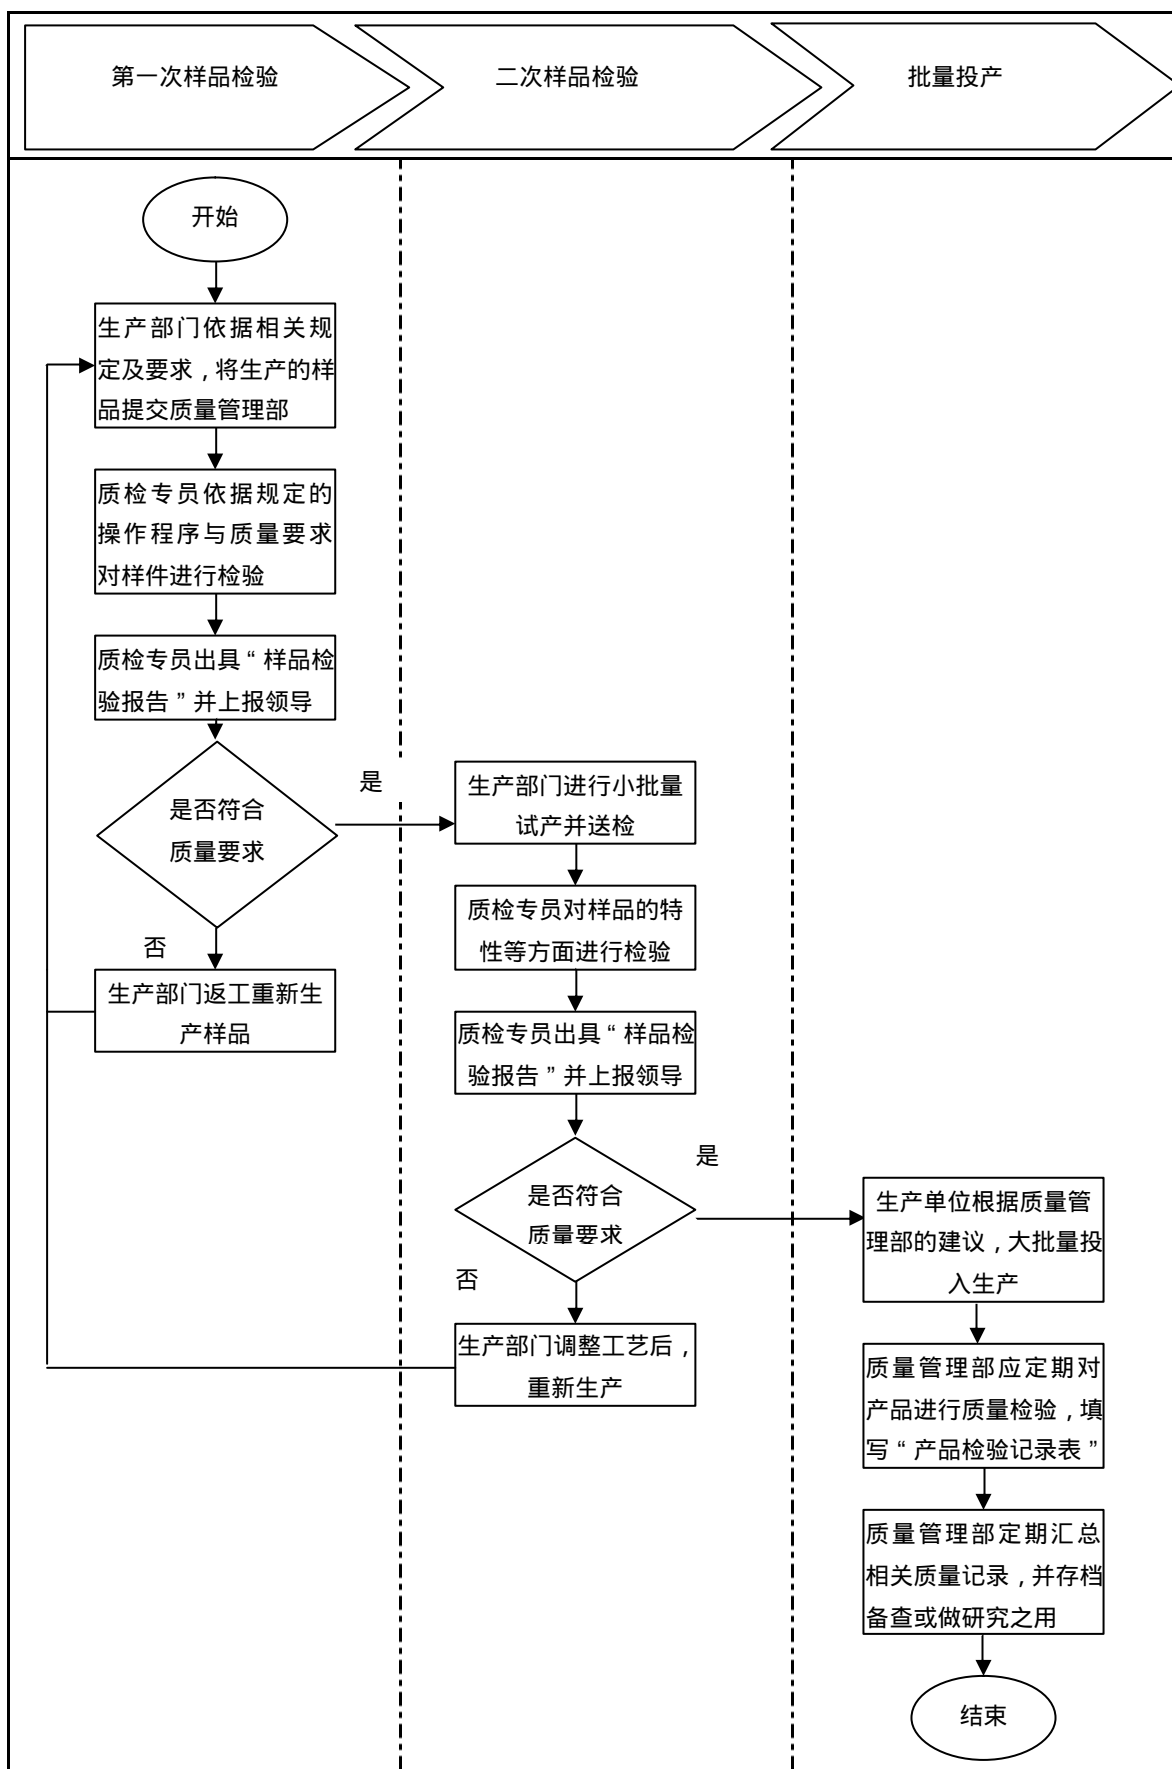 第一次样品检验
二次样品检验
批量投产
开始
生产部门依据相关规
定及要求，将生产的样
品提交质量管理部
质检专员依据规定的
操作程序与质量要求
对样件进行检验
质检专员出具“样品检
验报告”并上报领导
是否符合
质量要求
是
否
生产部门返工重新生
产样品
生产部门进行小批量
试产并送检
质检专员对样品的特
性等方面进行检验
质检专员出具“样品检
验报告”并上报领导
是否符合
质量要求
是
否
生产部门调整工艺后，
重新生产
生产单位根据质量管
理部的建议，大批量投
入生产
质量管理部应定期对
产品进行质量检验，填
写“产品检验记录表”
质量管理部定期汇总
相关质量记录，并存档
备查或做研究之用
结束